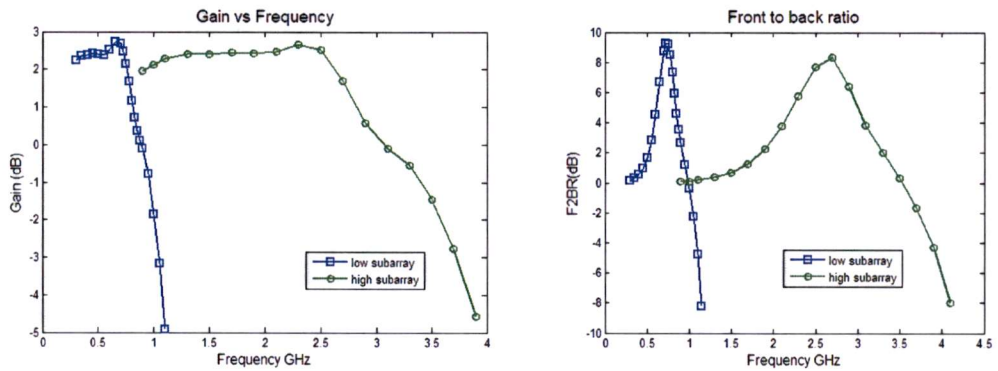 Gain vs Frequency
3
2
1
0
-1
-2
-3
-4
-5
Gain (dB)
low subarray
high subarray
0 0.5 1 1.5 2 2.5 3 3.5 4
Frequency GHz
Front to back ratio
10
8
6
4
2
0
-2
-4
-6
-8
-10
F2BR(dB)
low subarray
high subarray
0 0.5 1 1.5 2 2.5 3 3.5 4 4.5
Frequency GHz